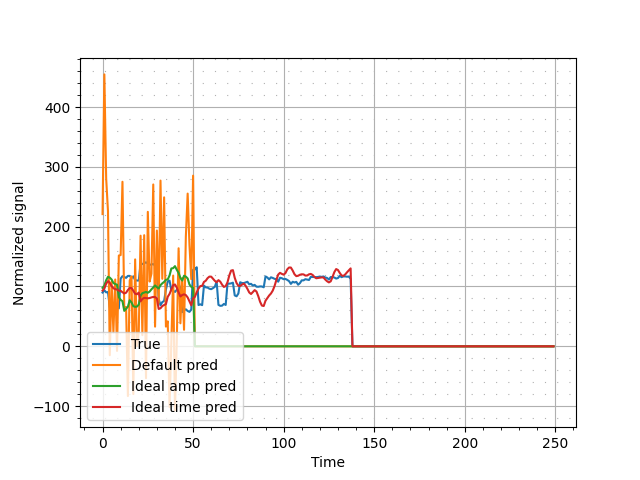 400
300
200
100
0
−100
Normalized signal
True
Default pred
Ideal amp pred
Ideal time pred
0
50
100
150
200
250
Time